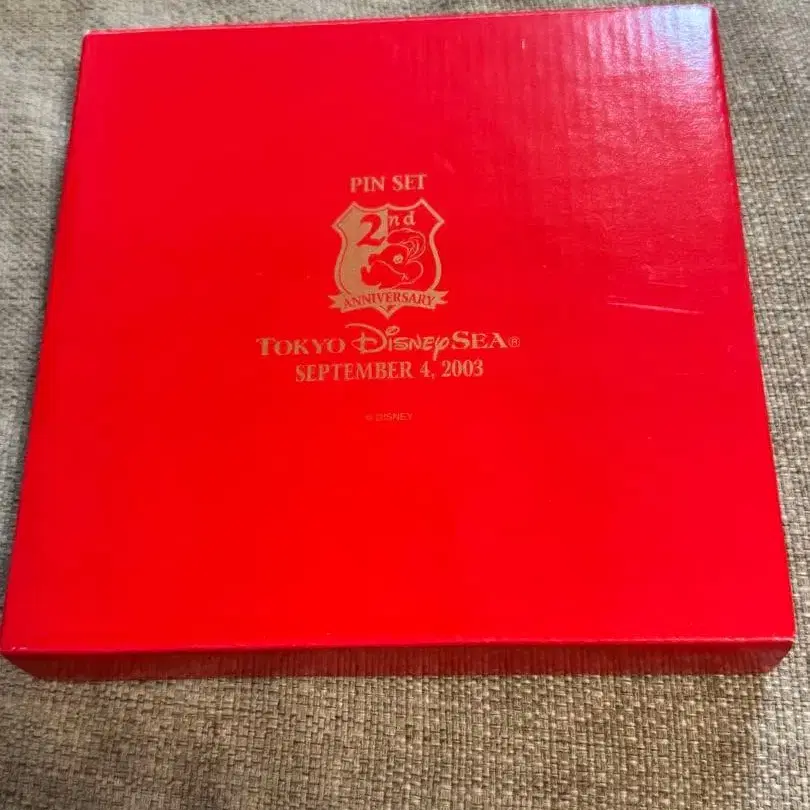 PIN SET
2nd
ANNIVERSARY
TOKYO DISNEYSEA®
SEPTEMBER 4, 2003
© DISNEY